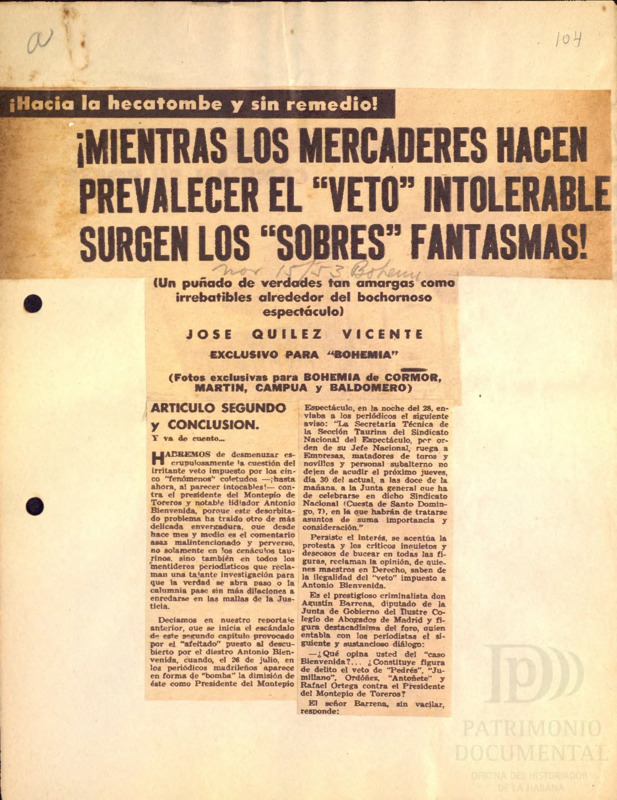 a
104
¡Hacia la hecatombe y sin remedio!
¡MIENTRAS LOS MERCADERES HACEN
PREVALECER EL "VETO" INTOLERABLE
SURGEN LOS "SOBRES" FANTASMAS!
nov 15/53 Bohemia
(Un puñado de verdades tan amargas como
irrebatibles alrededor del bochornoso
espectáculo)
JOSE QUILEZ VICENTE
EXCLUSIVO PARA "BOHEMIA"
(Fotos exclusivas para BOHEMIA de CORMOR,
MARTIN, CAMPUA y BALDOMERO)
ARTICULO SEGUNDO
y CONCLUSION.
Y va de cuento...
HABREMOS de desmenuzar es-
crupulosamente la cuestión del
irritante veto impuesto por los cin-
co "fenómenos" coletudos —¡hasta
ahora, al parecer intocables!— con-
tra el presidente del Montepío de
Toreros y notable lidiador Antonio
Bienvenida, porque este desorbita-
do problema ha traído otro de más
delicada envergadura, que desde
hace mes y medio es el comentario
asaz malintencionado y perverso,
no solamente en los cenáculos tau-
rinos, sino también en todos los
mentideros periodísticos que recla-
man una tajante investigación para
que la verdad se abra paso o la
calumnia pase sin más dilaciones a
enredarse en las mallas de la Jus-
ticia.
Decíamos en nuestro reportaje
anterior, que se inicia el escándalo
de este segundo capítulo provocado
por el "afeitado" puesto al descu-
bierto por el diestro Antonio Bien-
venida, cuando, el 26 de julio, en
los periódicos madrileños aparece
en forma de "bomba" la dimisión de
éste como Presidente del Montepío
Espectáculo, en la noche del 28, en-
viaba a los periódicos el siguiente
aviso: "La Secretaría Técnica de
la Sección Taurina del Sindicato
Nacional del Espectáculo, por or-
den de su Jefe Nacional, ruega a
Empresas, matadores de toros y
novillos y personal subalterno no
dejen de acudir el próximo jueves,
día 30 del actual, a las doce de la
mañana, a la Junta general que ha
de celebrarse en dicho Sindicato
Nacional (Cuesta de Santo Domin-
go, 7), en la que habrán de tratarse
asuntos de suma importancia y
consideración."
Persiste el interés, se acentúa la
protesta y los críticos inquietos y
deseosos de bucear en todas las fi-
guras, reclaman la opinión, de quie-
nes maestros en Derecho, saben de
la ilegalidad del "veto" impuesto a
Antonio Bienvenida.
Es el prestigioso criminalista don
Agustín Barrena, diputado de la
Junta de Gobierno del Ilustre Co-
legio de Abogados de Madrid y fi-
gura destacadísima del foro, quien
entabla con los periodistas el si-
guiente y sustancioso diálogo:
—¿Qué opina usted del "caso
Bienvenida?... ¿Constituye figura
de delito el veto de "Pedrés", "Ju-
millano", Ordóñez, "Antoñete" y
Rafael Ortega contra el Presidente
del Montepío de Toreros?
El señor Barrena, sin vacilar,
responde:
PATRIMONIO
DOCUMENTAL
OFICINA DEL HISTORIADOR
DE LA HABANA